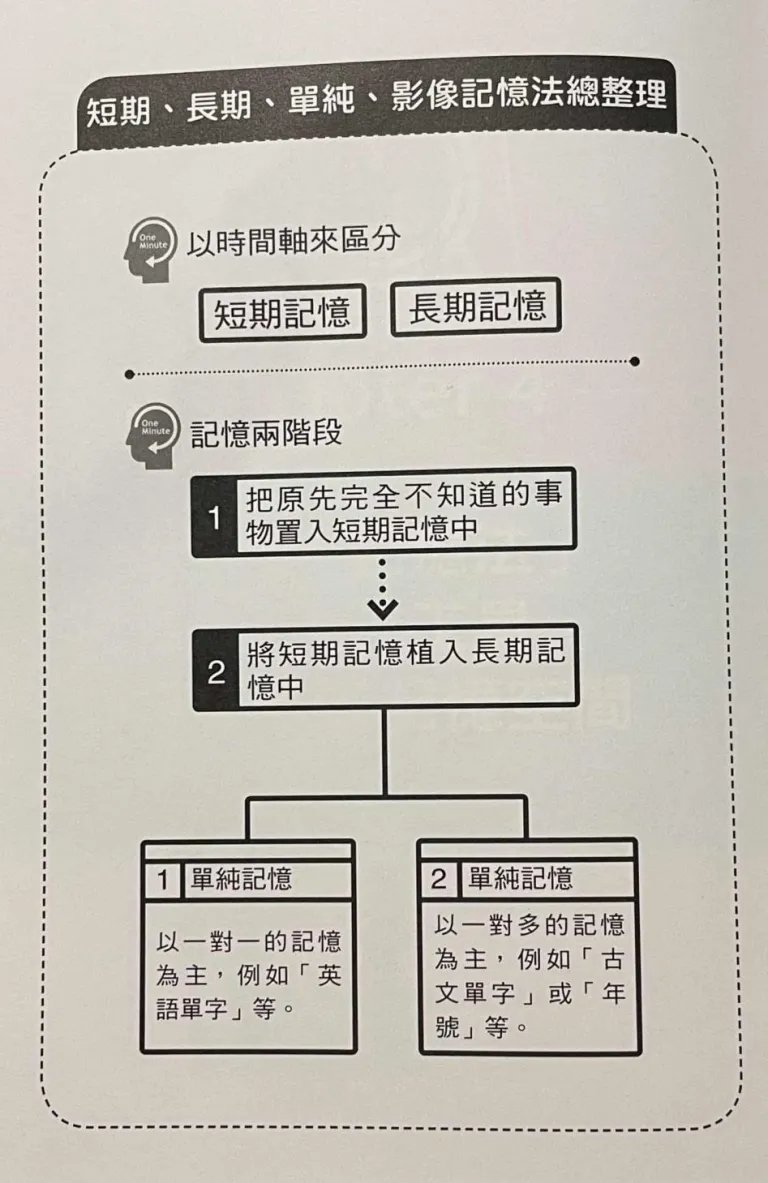 短期、長期、單純、影像記憶法總整理
One
Minute
以時間軸來區分
短期記憶
長期記憶
One
Minute
記憶兩階段
1
把原先完全不知道的事
物置入短期記憶中
2
將短期記憶植入長期記
憶中
1
單純記憶
以一對一的記憶
為主，例如「英
語單字」等。
2
單純記憶
以一對多的記憶
為主，例如「古
文單字」或「年
號」等。